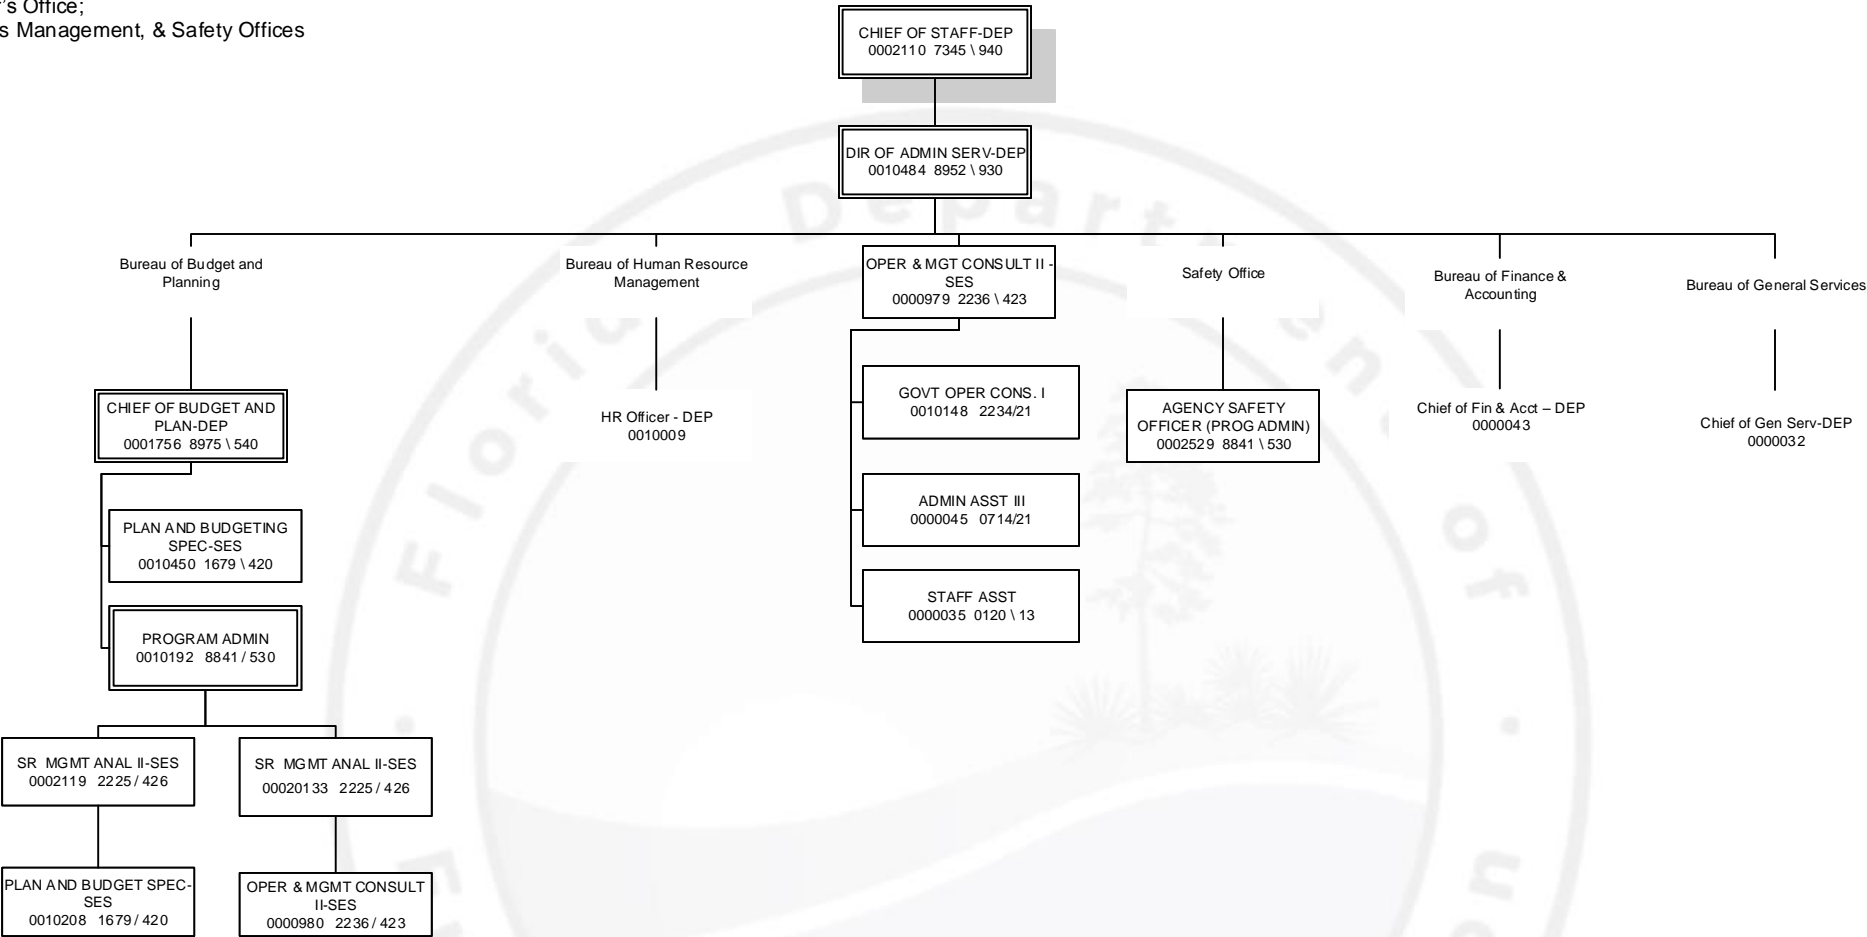 r's Office;
s Management, & Safety Offices
CHIEF OF STAFF-DEP
0002110 7345 \ 940
DIR OF ADMIN SERV-DEP
0010484 8952 \ 930
Bureau of Budget and
Planning
Bureau of Human Resource
Management
OPER & MGT CONSULT II -
SES
0000979 2236 \ 423
Safety Office
Bureau of Finance &
Accounting
Bureau of General Services
CHIEF OF BUDGET AND
PLAN-DEP
0001756 8975 \ 540
HR Officer - DEP
0010009
GOVT OPER CONS. I
0010148 2234/21
AGENCY SAFETY
OFFICER (PROG ADMIN)
0002529 8841 \ 530
Chief of Fin & Acct – DEP
0000043
Chief of Gen Serv-DEP
0000032
ADMIN ASST III
0000045 0714/21
PLAN AND BUDGETING
SPEC-SES
0010450 1679 \ 420
STAFF ASST
0000035 0120 \ 13
PROGRAM ADMIN
0010192 8841 / 530
SR MGMT ANAL II-SES
0002119 2225 / 426
SR MGMT ANAL II-SES
00020133 2225 / 426
PLAN AND BUDGET SPEC-
SES
0010208 1679 / 420
OPER & MGMT CONSULT
II-SES
0000980 2236 / 423
Florida Department of